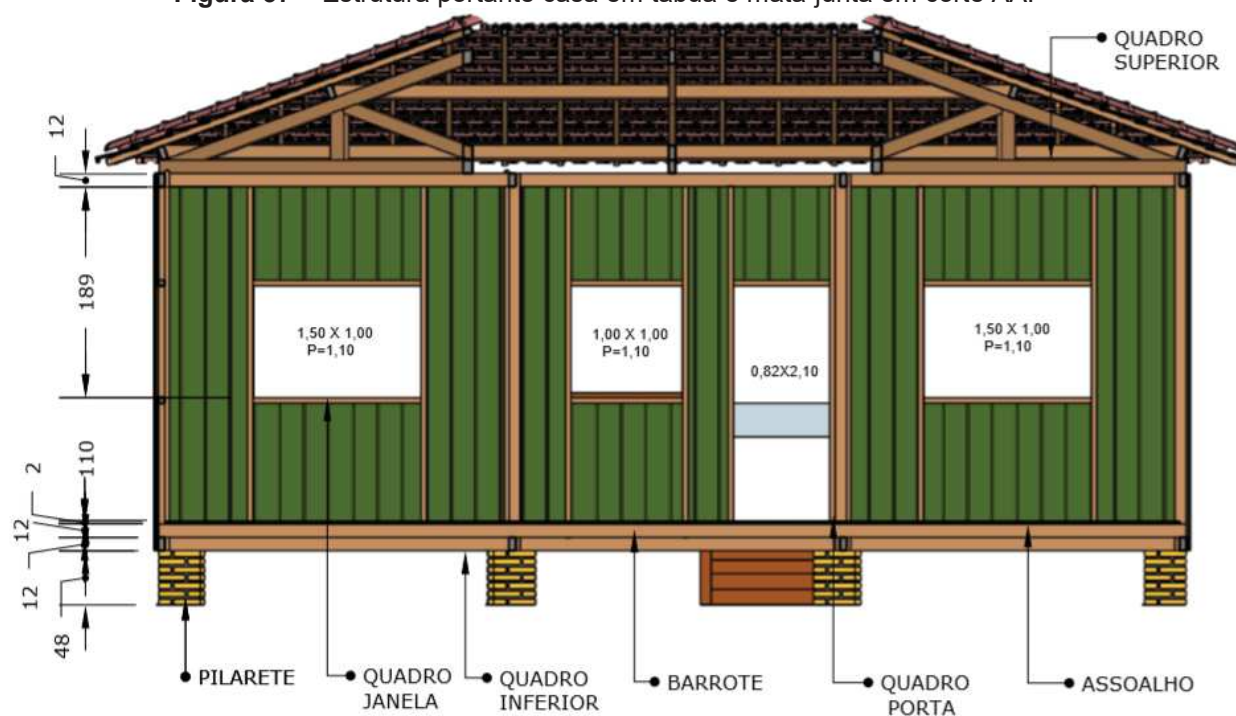 QUADRO
SUPERIOR
12
189
1,50 X 1,00
P=1,10
1,00 X 1,00
P=1,10
0,82X2,10
1,50 X 1,00
P=1,10
110
2
12
12
48
PILARETE
QUADRO
JANELA
QUADRO
INFERIOR
BARROTE
QUADRO
PORTA
ASSOALHO